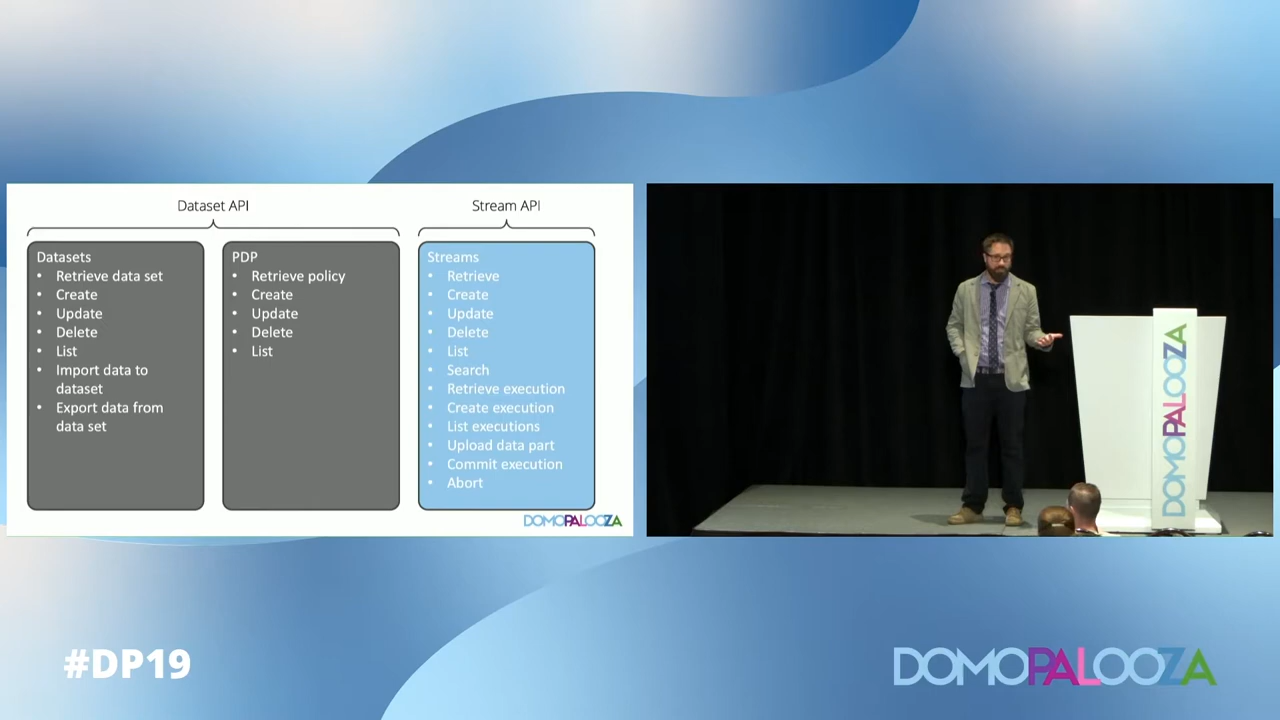 Dataset API
Stream API
Datasets
• Retrieve data set
• Create
• Update
• Delete
• List
• Import data to
dataset
• Export data from
data set
PDP
• Retrieve policy
• Create
• Update
• Delete
• List
Streams
• Retrieve
• Create
• Update
• Delete
• List
• Search
• Retrieve execution
• Create execution
• List executions
• Upload data part
• Commit execution
• Abort
DOMOPALOOZA
DOMOPALOOZA
#DP19
DOMOPALOOZA